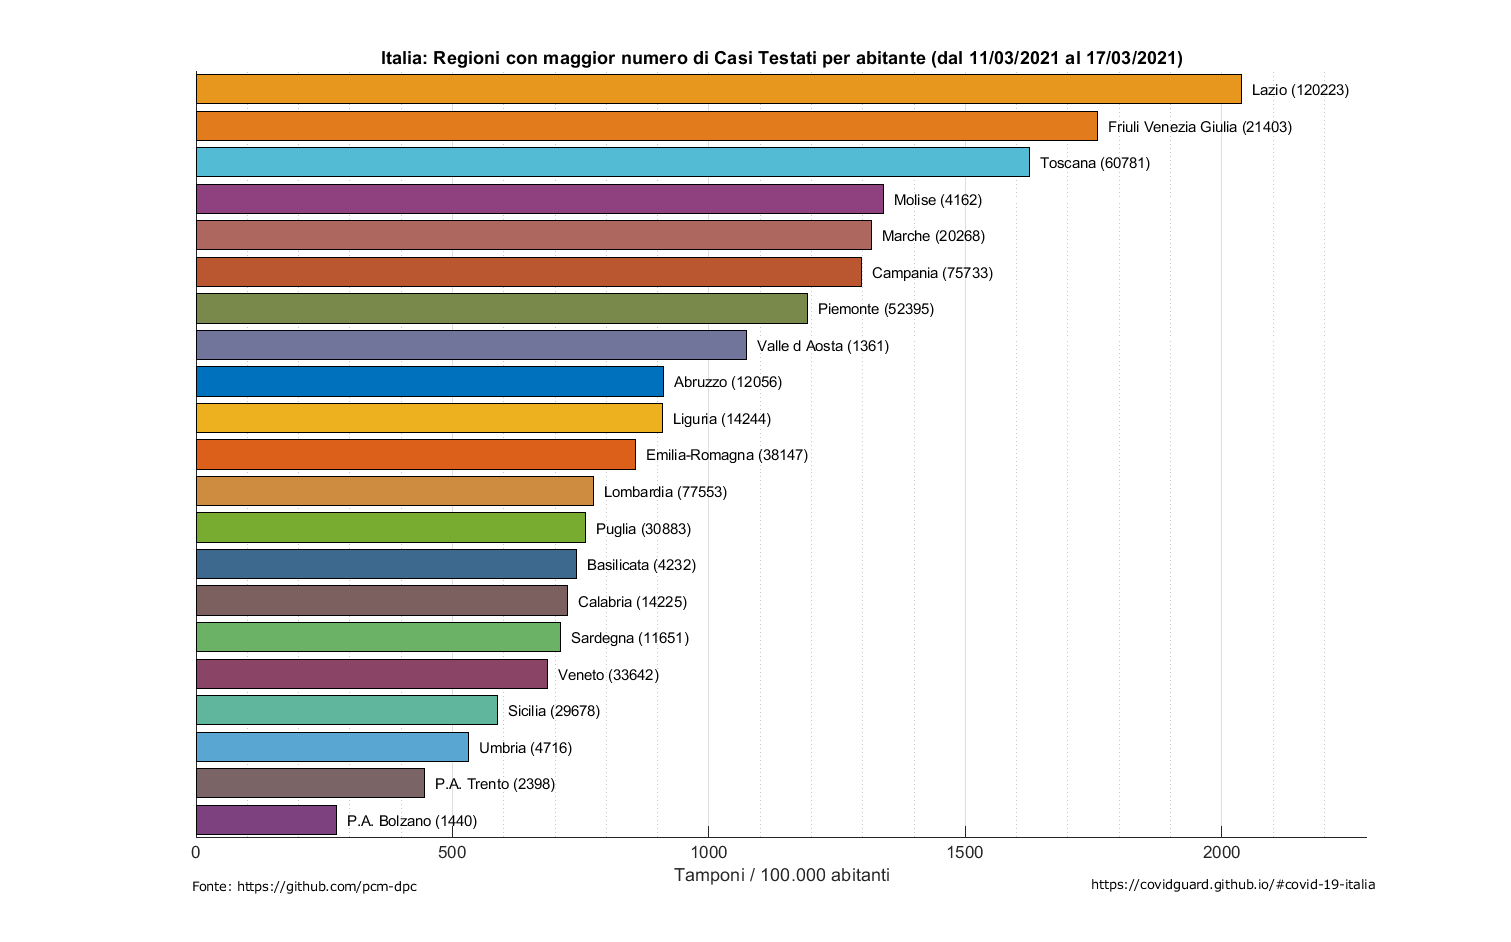 Italia: Regioni con maggior numero di Casi Testati per abitante (dal 11/03/2021 al 17/03/2021)
Lazio (120223)
Friuli Venezia Giulia (21403)
Toscana (60781)
Molise (4162)
Marche (20268)
Campania (75733)
Piemonte (52395)
Valle d Aosta (1361)
Abruzzo (12056)
Liguria (14244)
Emilia-Romagna (38147)
Lombardia (77553)
Puglia (30883)
Basilicata (4232)
Calabria (14225)
Sardegna (11651)
Veneto (33642)
Sicilia (29678)
Umbria (4716)
P.A. Trento (2398)
P.A. Bolzano (1440)
0 500 1000 1500 2000
Tamponi / 100.000 abitanti
Fonte: https://github.com/pcm-dpc
https://covidguard.github.io/#covid-19-italia